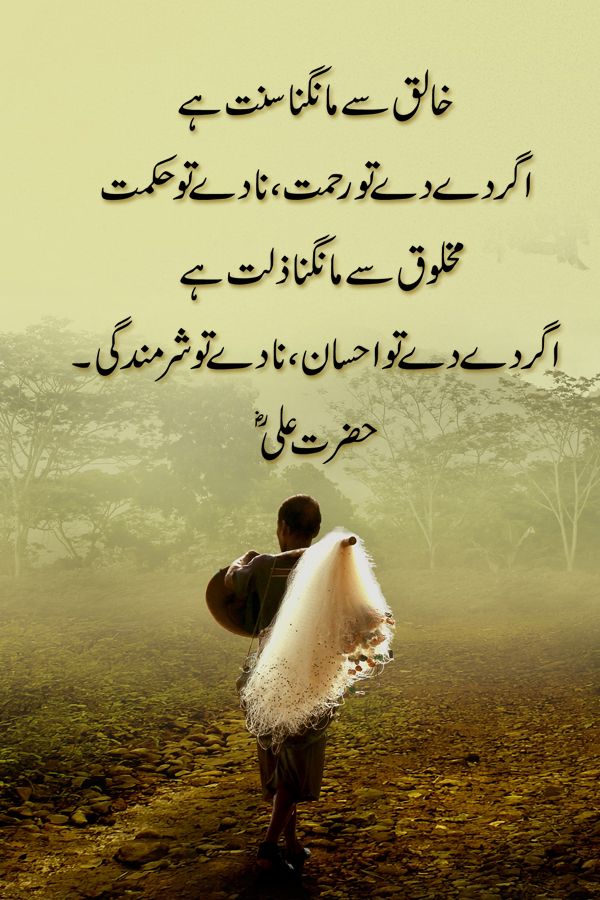 خالق سے مانگنا سنت ہے
اگر دے دے تو رحمت، نا دے تو حکمت
مخلوق سے مانگنا ذلت ہے
اگر دے دے تو احسان، نا دے تو شرمندگی۔
حضرت علیؓ